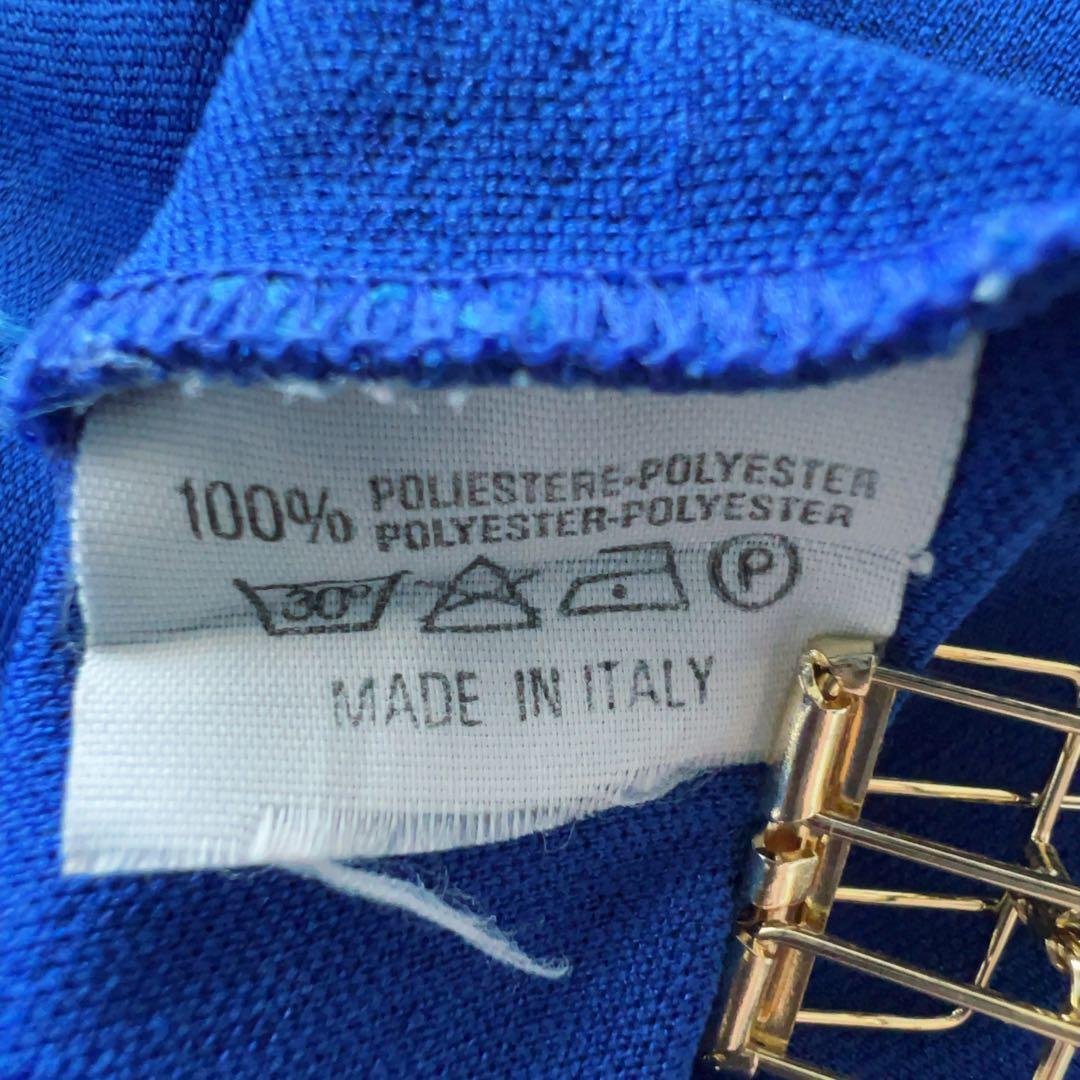 100% POLIESTERE-POLYESTER
POLYESTER-POLYESTER
30° P
MADE IN ITALY